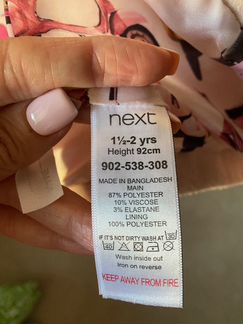 next
1½-2 yrs
Height 92cm
902-538-308
MADE IN BANGLADESH
MAIN
87% POLYESTER
10% VISCOSE
3% ELASTANE
LINING
100% POLYESTER
IF IT'S NOT DIRTY WASH AT 30
40
Wash inside out
Iron on reverse
KEEP AWAY FROM FIRE